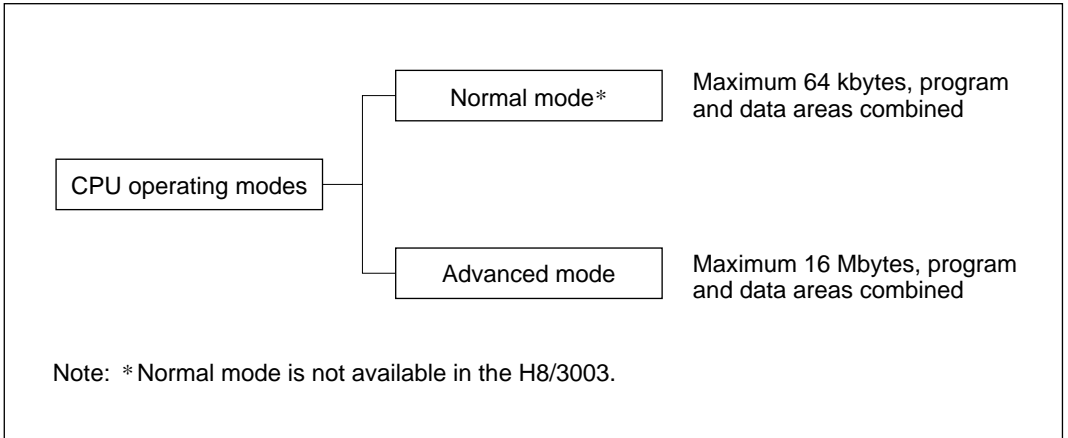 Normal mode*
Maximum 64 kbytes, program
and data areas combined
CPU operating modes
Advanced mode
Maximum 16 Mbytes, program
and data areas combined
Note: *Normal mode is not available in the H8/3003.